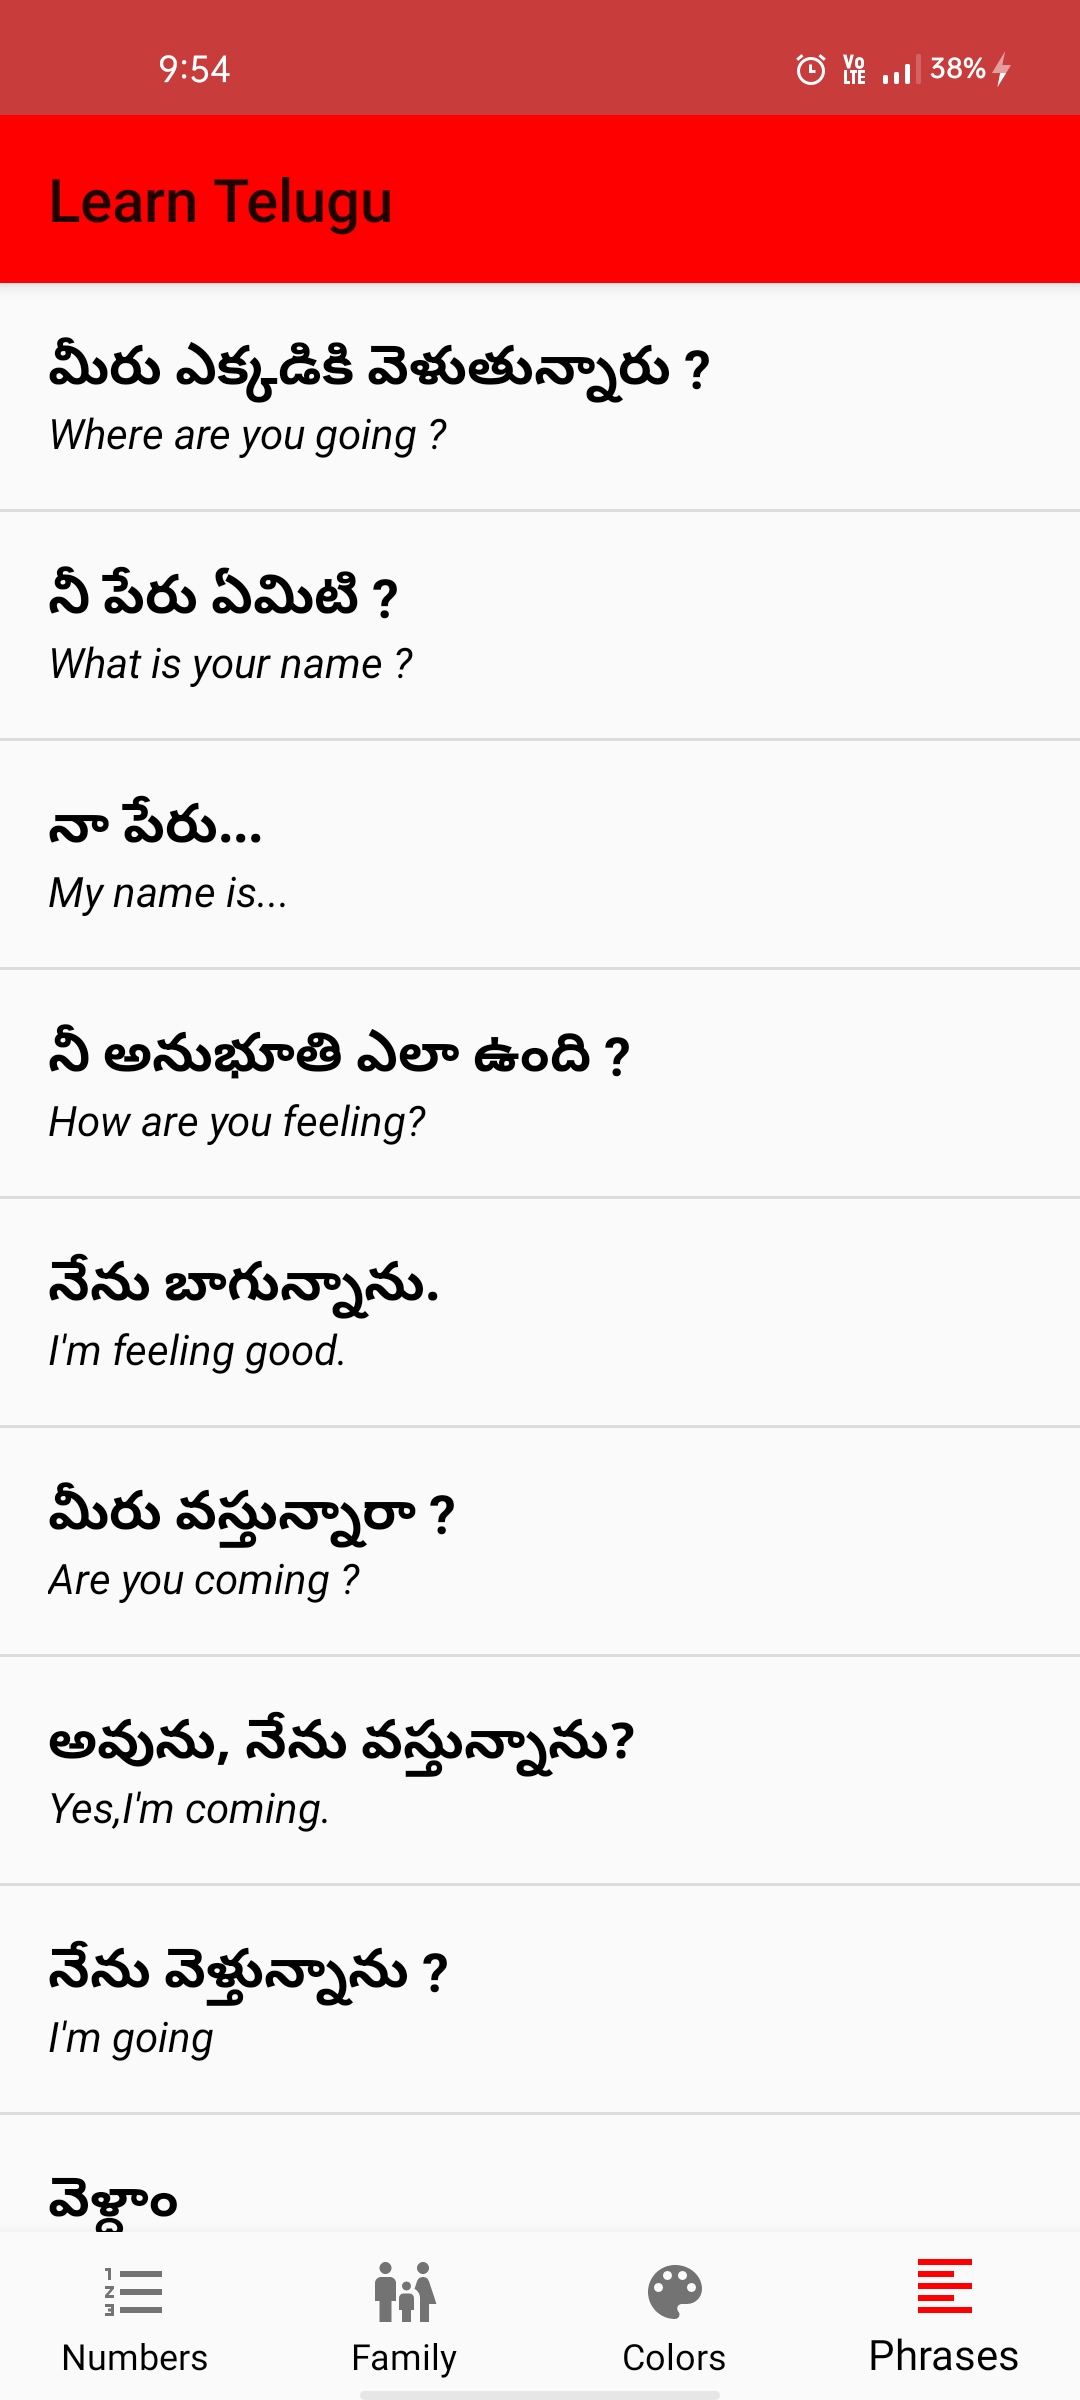 9:54 Vo LTE 38%
Learn Telugu
మీరు ఎక్కడికి వెళుతున్నారు ?
Where are you going ?
నీ పేరు ఏమిటి ?
What is your name ?
నా పేరు...
My name is...
నీ అనుభూతి ఎలా ఉంది ?
How are you feeling?
నేను బాగున్నాను.
I'm feeling good.
మీరు వస్తున్నారా ?
Are you coming ?
అవును, నేను వస్తున్నాను?
Yes,I'm coming.
నేను వెళ్తున్నాను ?
I'm going
వెళ్దాం
Numbers Family Colors Phrases